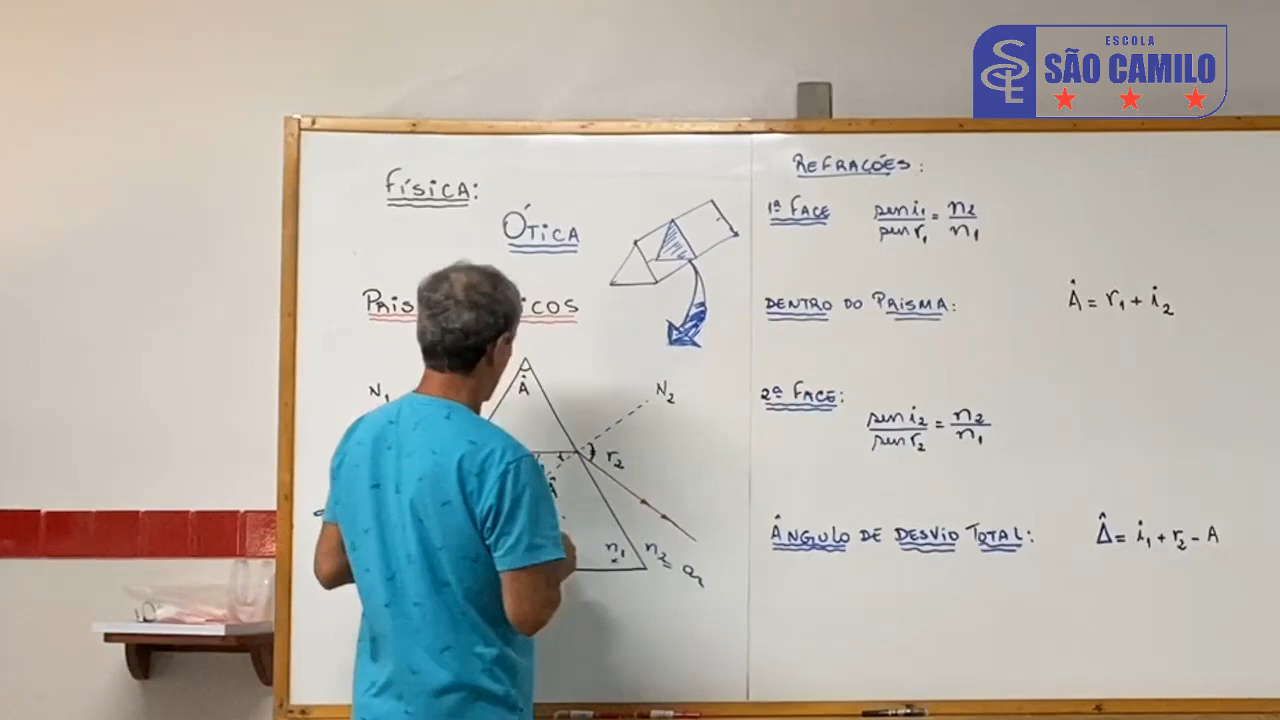 ESCOLA
SÃO CAMILO
FÍSICA:
ÓTICA
N₁
Â
N₂
r₂
Â
n₁
n₂ = ar
REFRAÇÕES:
1ª FACE
sen i₁ / sen r₁ = n₂ / n₁
DENTRO DO PRISMA:
Â = r₁ + i₂
2ª FACE:
sen i₂ / sen r₂ = n₂ / n₁
ÂNGULO DE DESVIO TOTAL:
Δ̂ = i₁ + r₂ - A